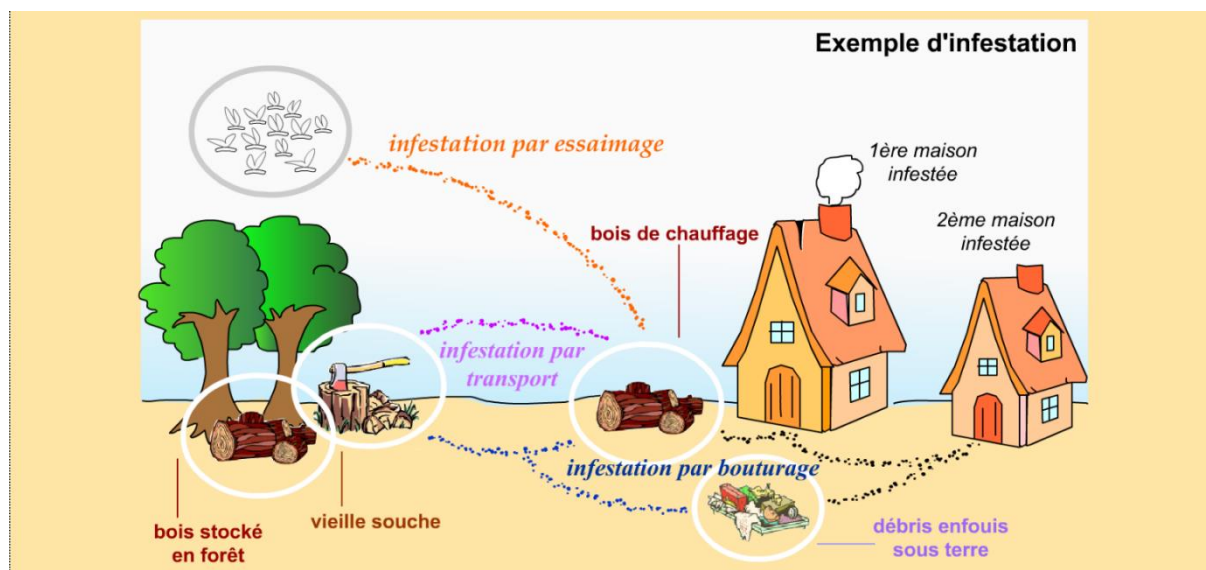 Exemple d'infestation
infestation par essaimage
1ère maison
infestée
2ème maison
infestée
bois de chauffage
infestation par
transport
infestation par bouturage
vieille souche
bois stocké
en forêt
débris enfouis
sous terre